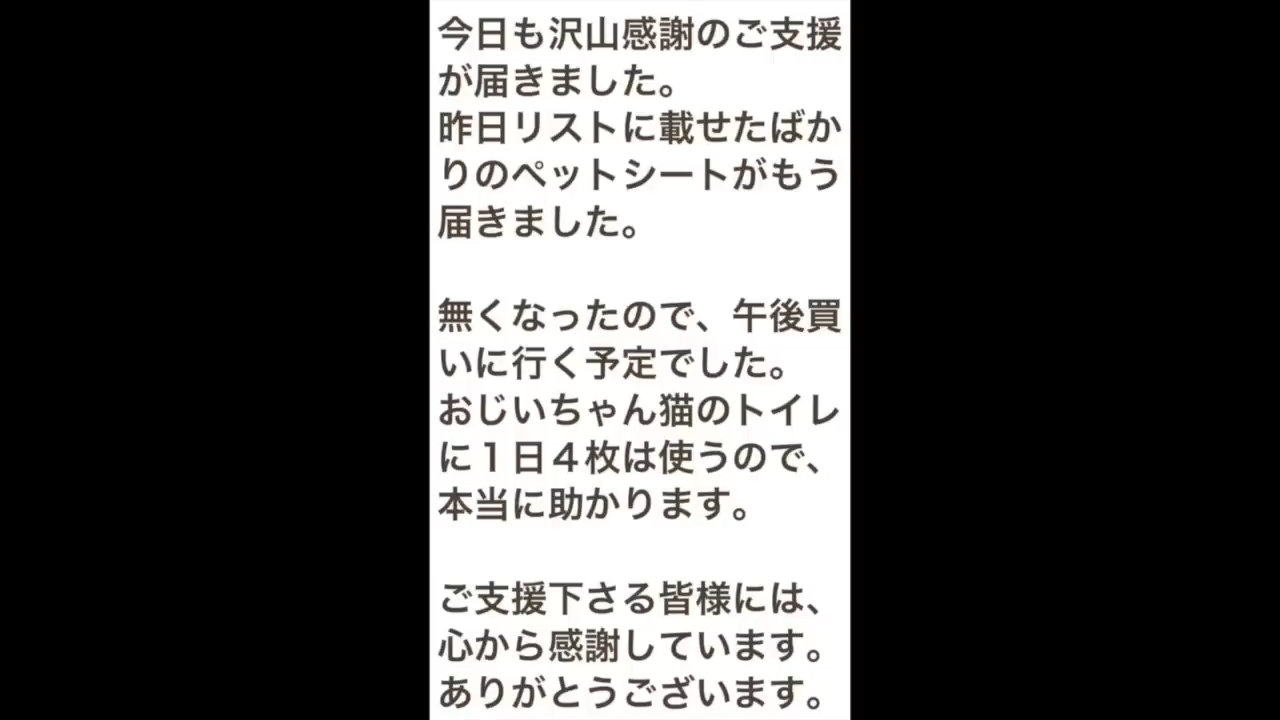 今日も沢山感謝のご支援
が届きました。
昨日リストに載せたばか
りのペットシートがもう
届きました。
無くなったので、午後買
いに行く予定でした。
おじいちゃん猫のトイレ
に１日４枚は使うので、
本当に助かります。
ご支援下さる皆様には、
心から感謝しています。
ありがとうございます。